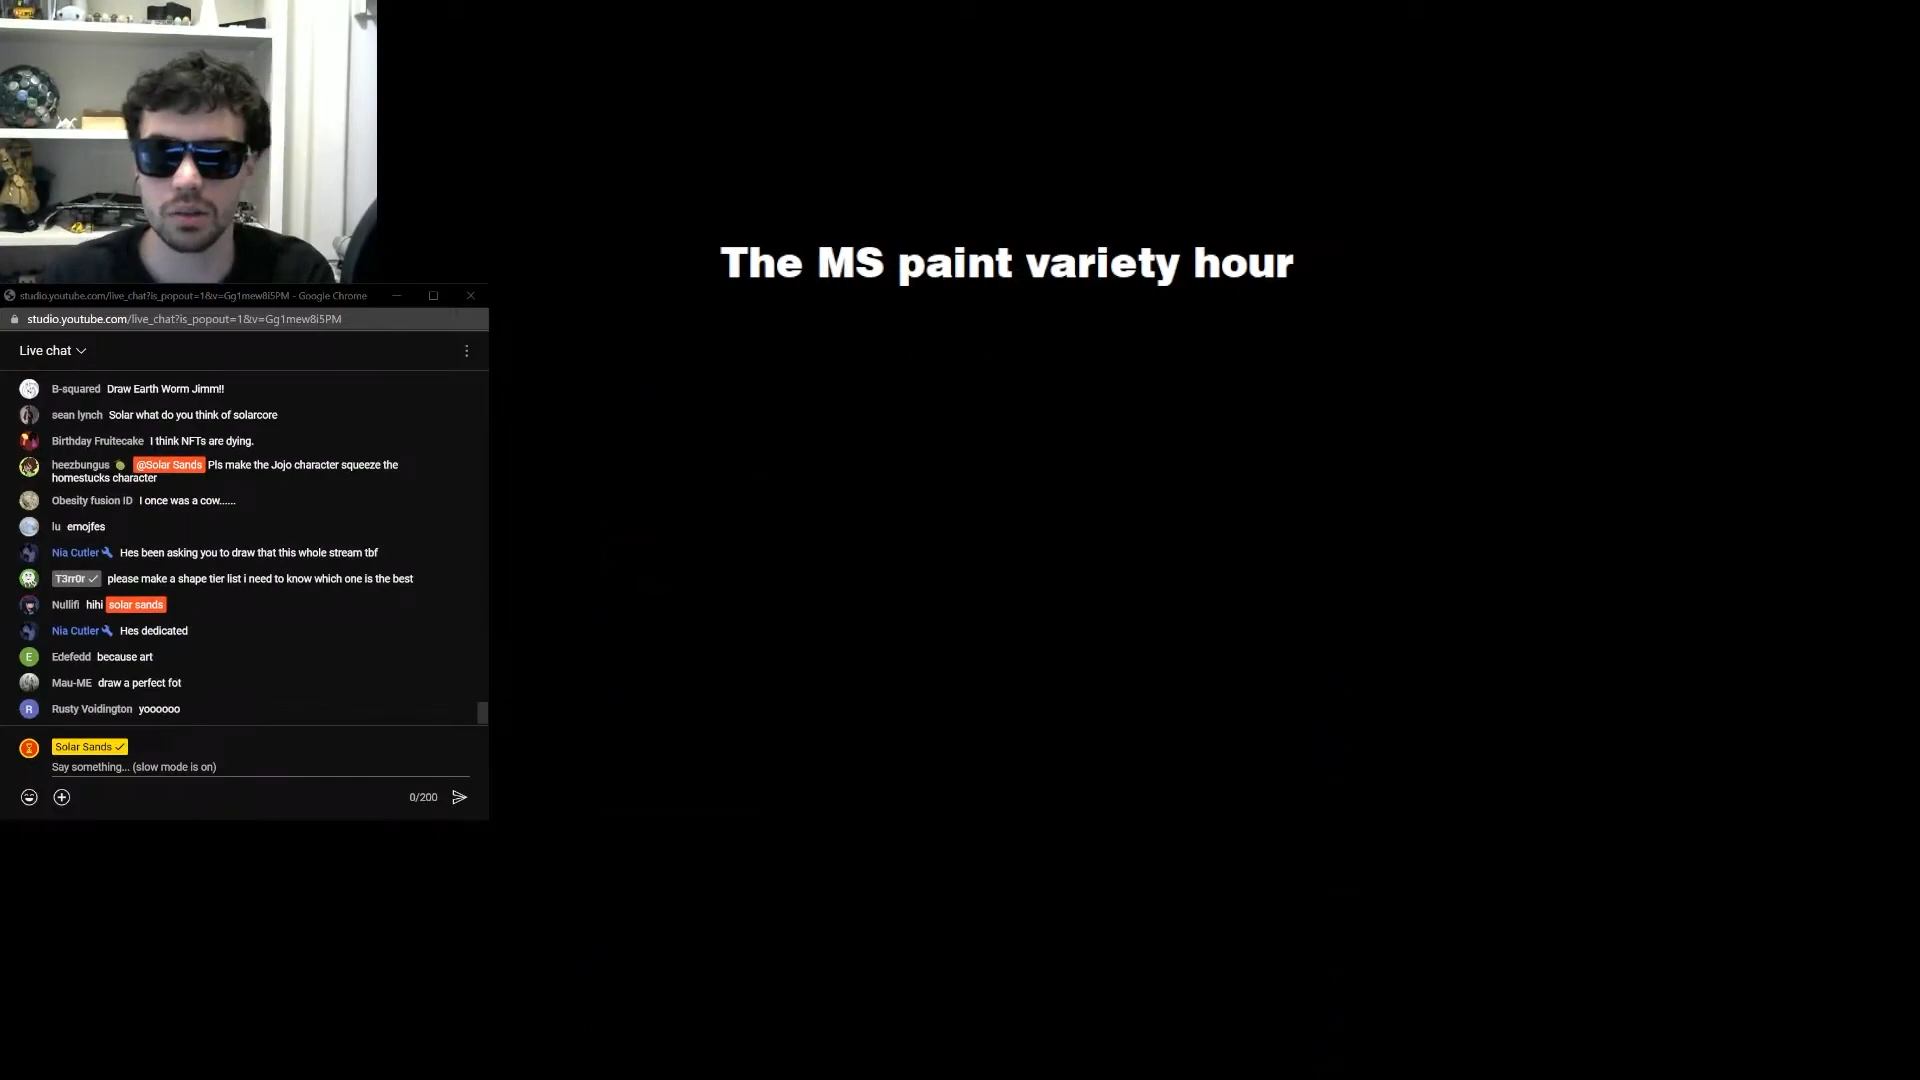 The MS paint variety hour
studio.youtube.com/live_chat?is_popout=1&v=Gg1mew8i5PM - Google Chrome
studio.youtube.com/live_chat?is_popout=1&v=Gg1mew8i5PM
Live chat
B-squared Draw Earth Worm Jimm!!
sean lynch Solar what do you think of solarcore
Birthday Fruitecake I think NFTs are dying.
heezbungus @Solar Sands Pls make the Jojo character squeeze the
homestucks character
Obesity fusion ID I once was a cow......
lu emojfes
Nia Cutler Hes been asking you to draw that this whole stream tbf
T3rr0r please make a shape tier list i need to know which one is the best
Nullifi hihi solar sands
Nia Cutler Hes dedicated
E Edefedd because art
Mau-ME draw a perfect fot
R Rusty Voidington yoooooo
Solar Sands
Say something... (slow mode is on)
0/200